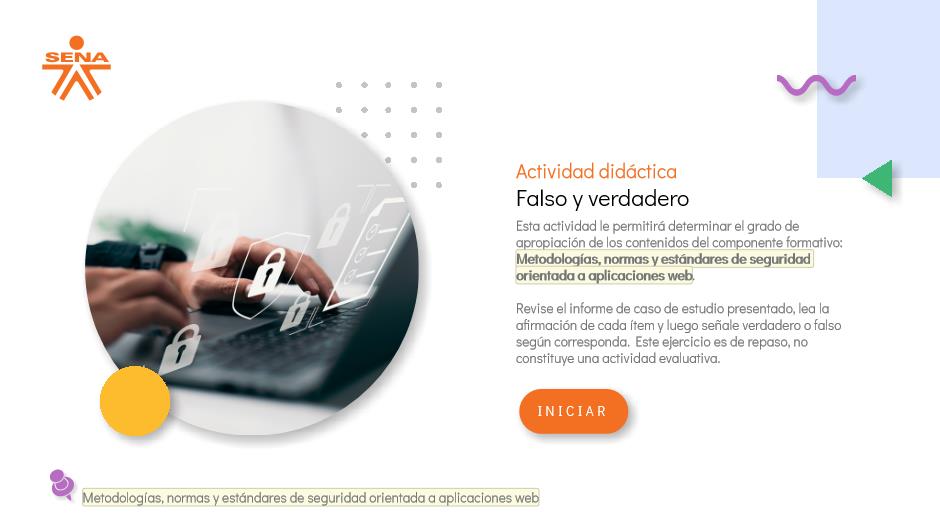 SENA
Actividad didáctica
Falso y verdadero
Esta actividad le permitirá determinar el grado de
apropiación de los contenidos del componente formativo:
Metodologías, normas y estándares de seguridad
orientada a aplicaciones web.
Revise el informe de caso de estudio presentado, lea la
afirmación de cada ítem y luego señale verdadero o falso
según corresponda. Este ejercicio es de repaso, no
constituye una actividad evaluativa.
INICIAR
Metodologías, normas y estándares de seguridad orientada a aplicaciones web